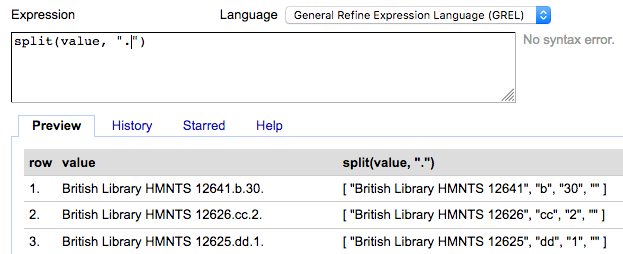 Expression Language General Refine Expression Language (GREL)
split(value, ".") No syntax error.
Preview History Starred Help
row value split(value, ".")
1. British Library HMNTS 12641.b.30. [ "British Library HMNTS 12641", "b", "30", "" ]
2. British Library HMNTS 12626.cc.2. [ "British Library HMNTS 12626", "cc", "2", "" ]
3. British Library HMNTS 12625.dd.1. [ "British Library HMNTS 12625", "dd", "1", "" ]